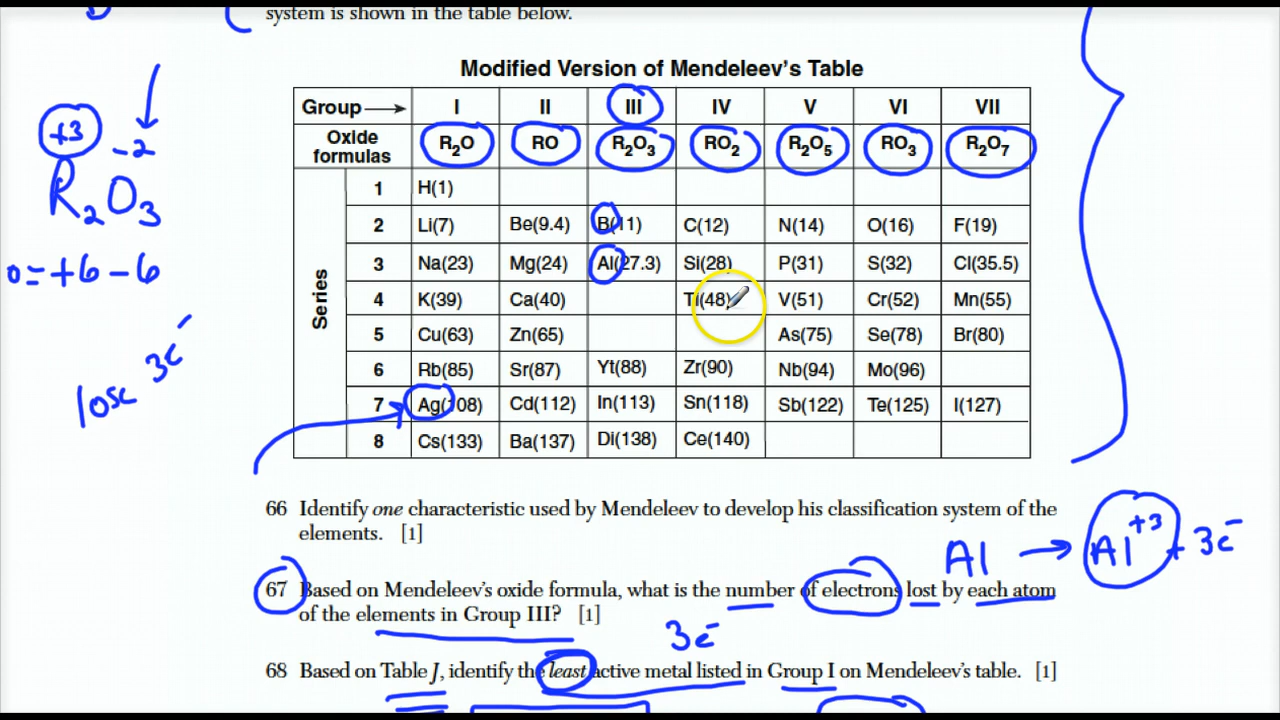 system is shown in the table below.
Modified Version of Mendeleev's Table
Group I II III IV V VI VII
Oxide formulas R₂O RO R₂O₃ RO₂ R₂O₅ RO₃ R₂O₇
Series
1 H(1)
2 Li(7) Be(9.4) B(11) C(12) N(14) O(16) F(19)
3 Na(23) Mg(24) Al(27.3) Si(28) P(31) S(32) Cl(35.5)
4 K(39) Ca(40) Ti(48) V(51) Cr(52) Mn(55)
5 Cu(63) Zn(65) As(75) Se(78) Br(80)
6 Rb(85) Sr(87) Yt(88) Zr(90) Nb(94) Mo(96)
7 Ag(108) Cd(112) In(113) Sn(118) Sb(122) Te(125) I(127)
8 Cs(133) Ba(137) Di(138) Ce(140)
+3 -2
R₂O₃
0=+6-6
lose 3e⁻
66 Identify one characteristic used by Mendeleev to develop his classification system of the
elements. [1]
Al → Al⁺³ + 3e⁻
67 Based on Mendeleev's oxide formula, what is the number of electrons lost by each atom
of the elements in Group III? [1]
3e⁻
68 Based on Table J, identify the least active metal listed in Group I on Mendeleev's table. [1]